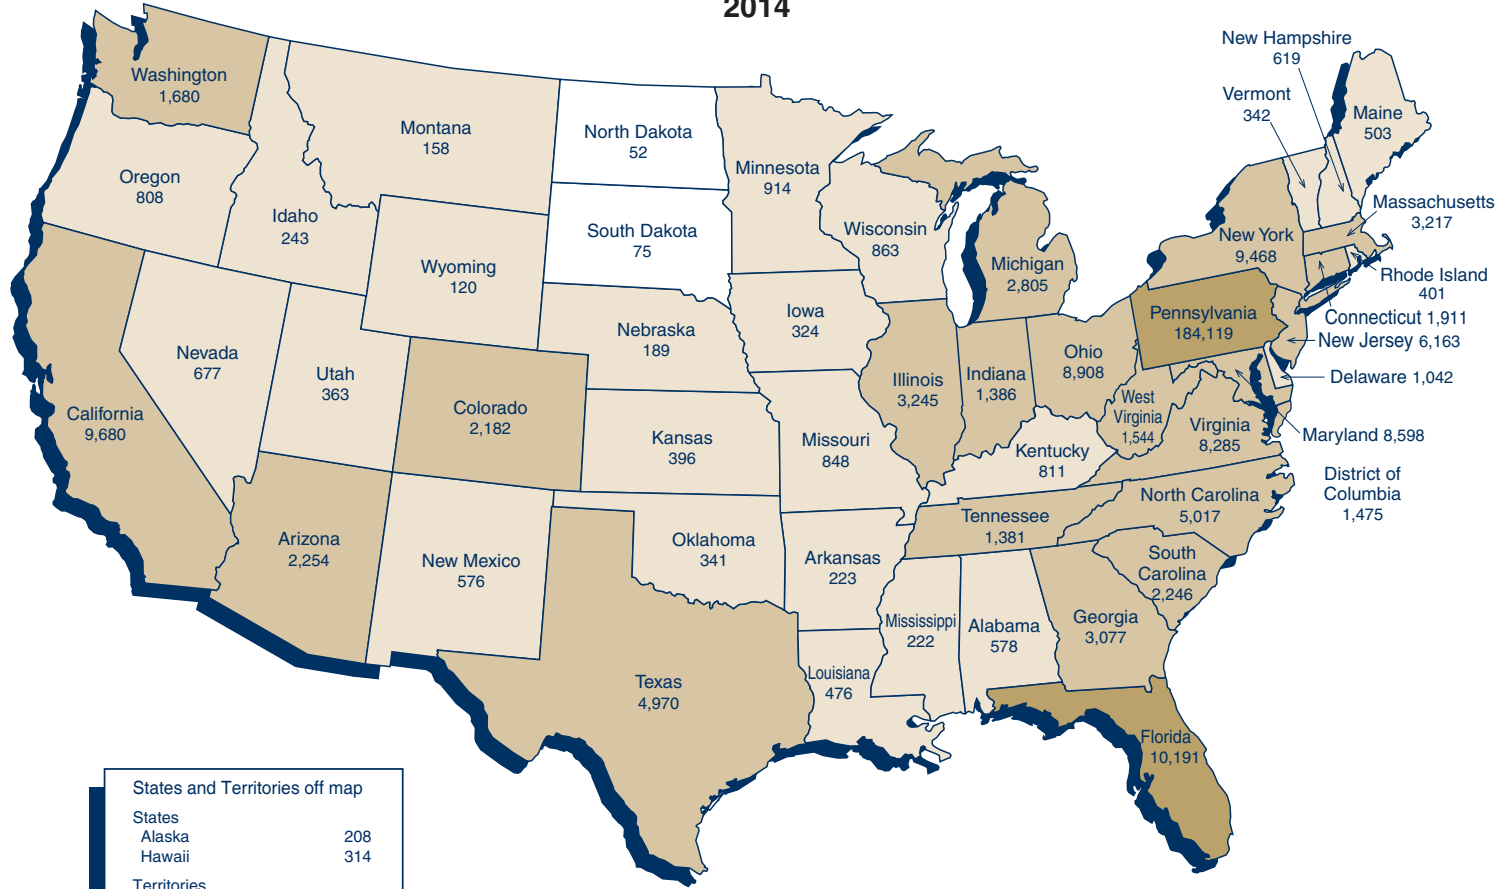 2014
Washington
1,680
Oregon
808
California
9,680
Nevada
677
Idaho
243
Montana
158
Wyoming
120
Utah
363
Arizona
2,254
Colorado
2,182
New Mexico
576
North Dakota
52
South Dakota
75
Nebraska
189
Kansas
396
Oklahoma
341
Texas
4,970
Minnesota
914
Iowa
324
Missouri
848
Arkansas
223
Louisiana
476
Wisconsin
863
Illinois
3,245
Michigan
2,805
Indiana
1,386
Ohio
8,908
Kentucky
811
Tennessee
1,381
Mississippi
222
Alabama
578
Georgia
3,077
Florida
10,191
South
Carolina
2,246
North Carolina
5,017
Virginia
8,285
West
Virginia
1,544
Pennsylvania
184,119
New York
9,468
Vermont
342
New Hampshire
619
Maine
503
Massachusetts
3,217
Rhode Island
401
Connecticut 1,911
New Jersey 6,163
Delaware 1,042
Maryland 8,598
District of
Columbia
1,475
States and Territories off map
States
Alaska 208
Hawaii 314
Territories